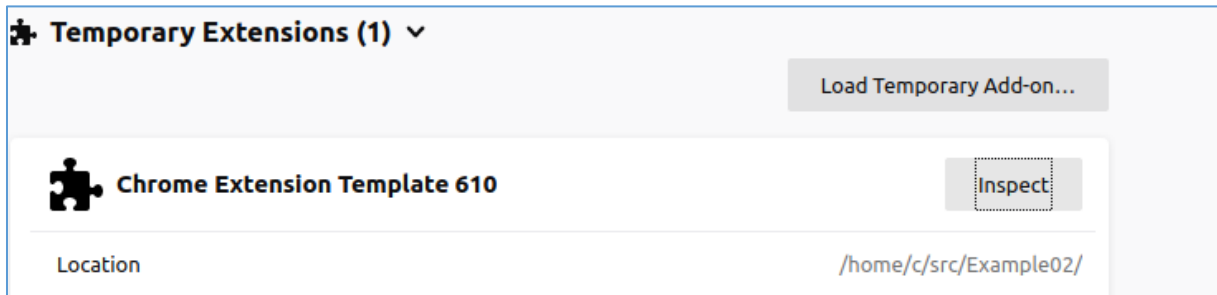 Temporary Extensions (1)
Load Temporary Add-on...
Chrome Extension Template 610
Inspect
Location
/home/c/src/Example02/